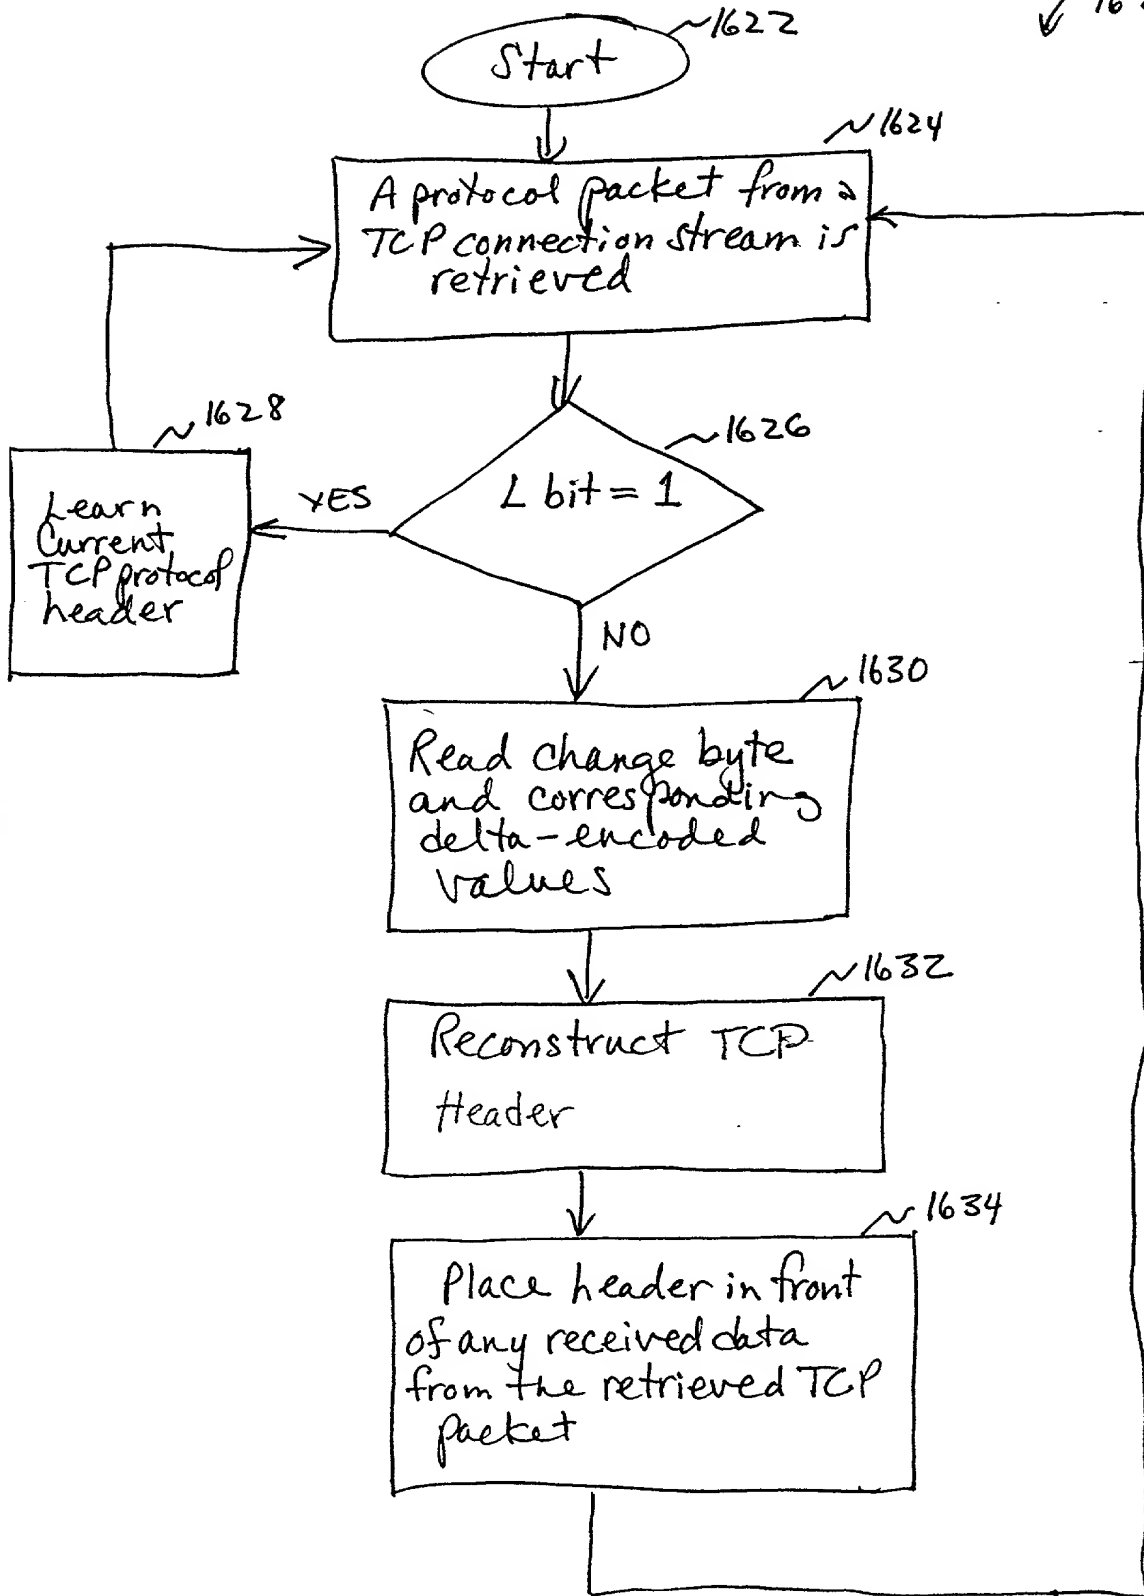 1622
Start
1624
A protocol packet from a
TCP connection stream is
retrieved
1628
1626
L bit = 1
YES
Learn
Current
TCP protocol
header
NO
1630
Read change byte
and corresponding
delta-encoded
values
1632
Reconstruct TCP
Header
1634
Place header in front
of any received data
from the retrieved TCP
packet